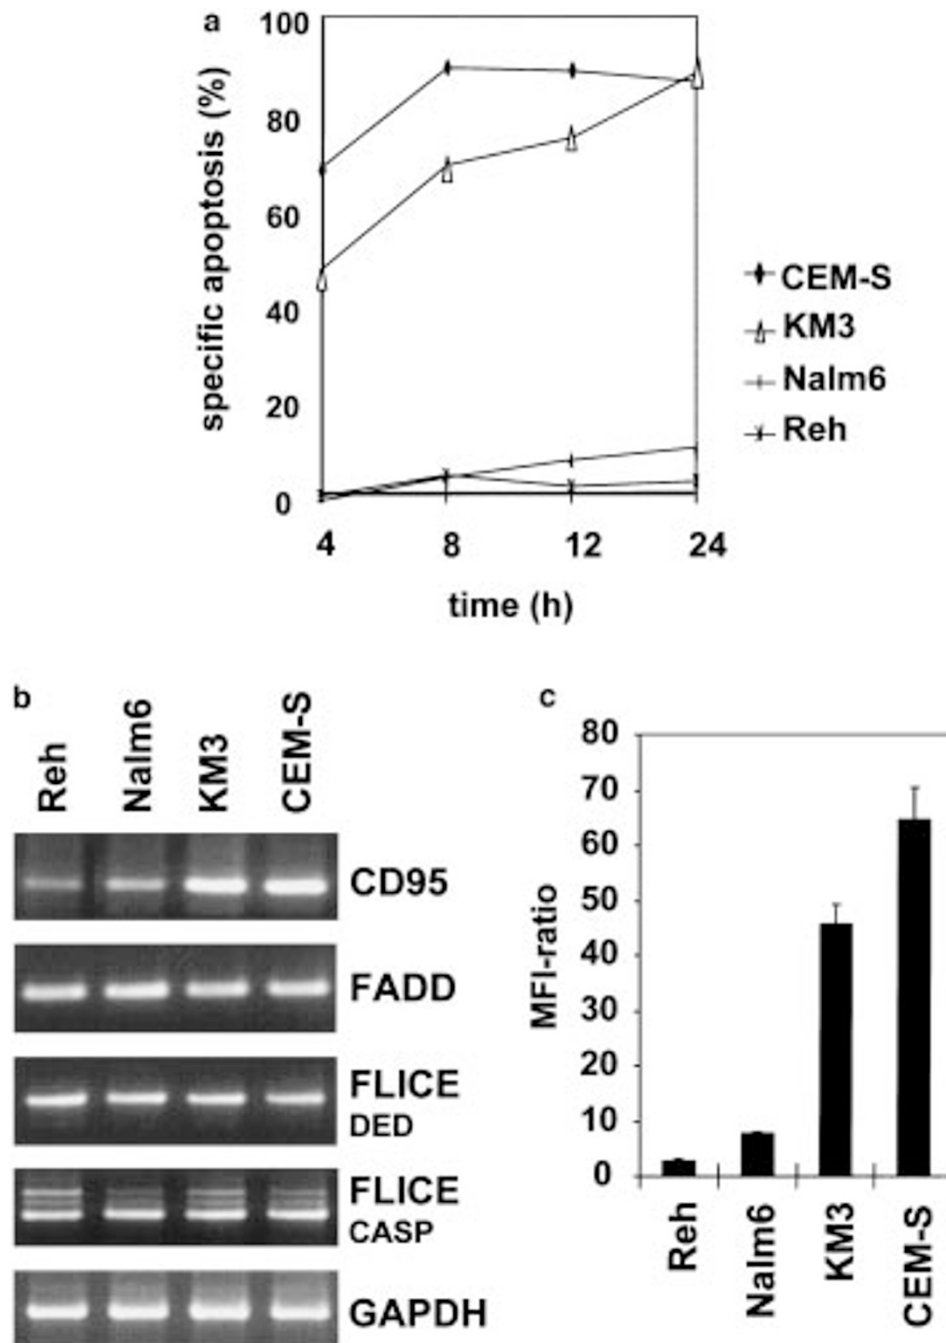 a
specific apoptosis (%)
100
80
60
40
20
0
4 8 12 24
time (h)
CEM-S
KM3
Nalm6
Reh
b
Reh Nalm6 KM3 CEM-S
CD95
FADD
FLICE
DED
FLICE
CASP
GAPDH
c
MFI-ratio
80
70
60
50
40
30
20
10
0
Reh Nalm6 KM3 CEM-S